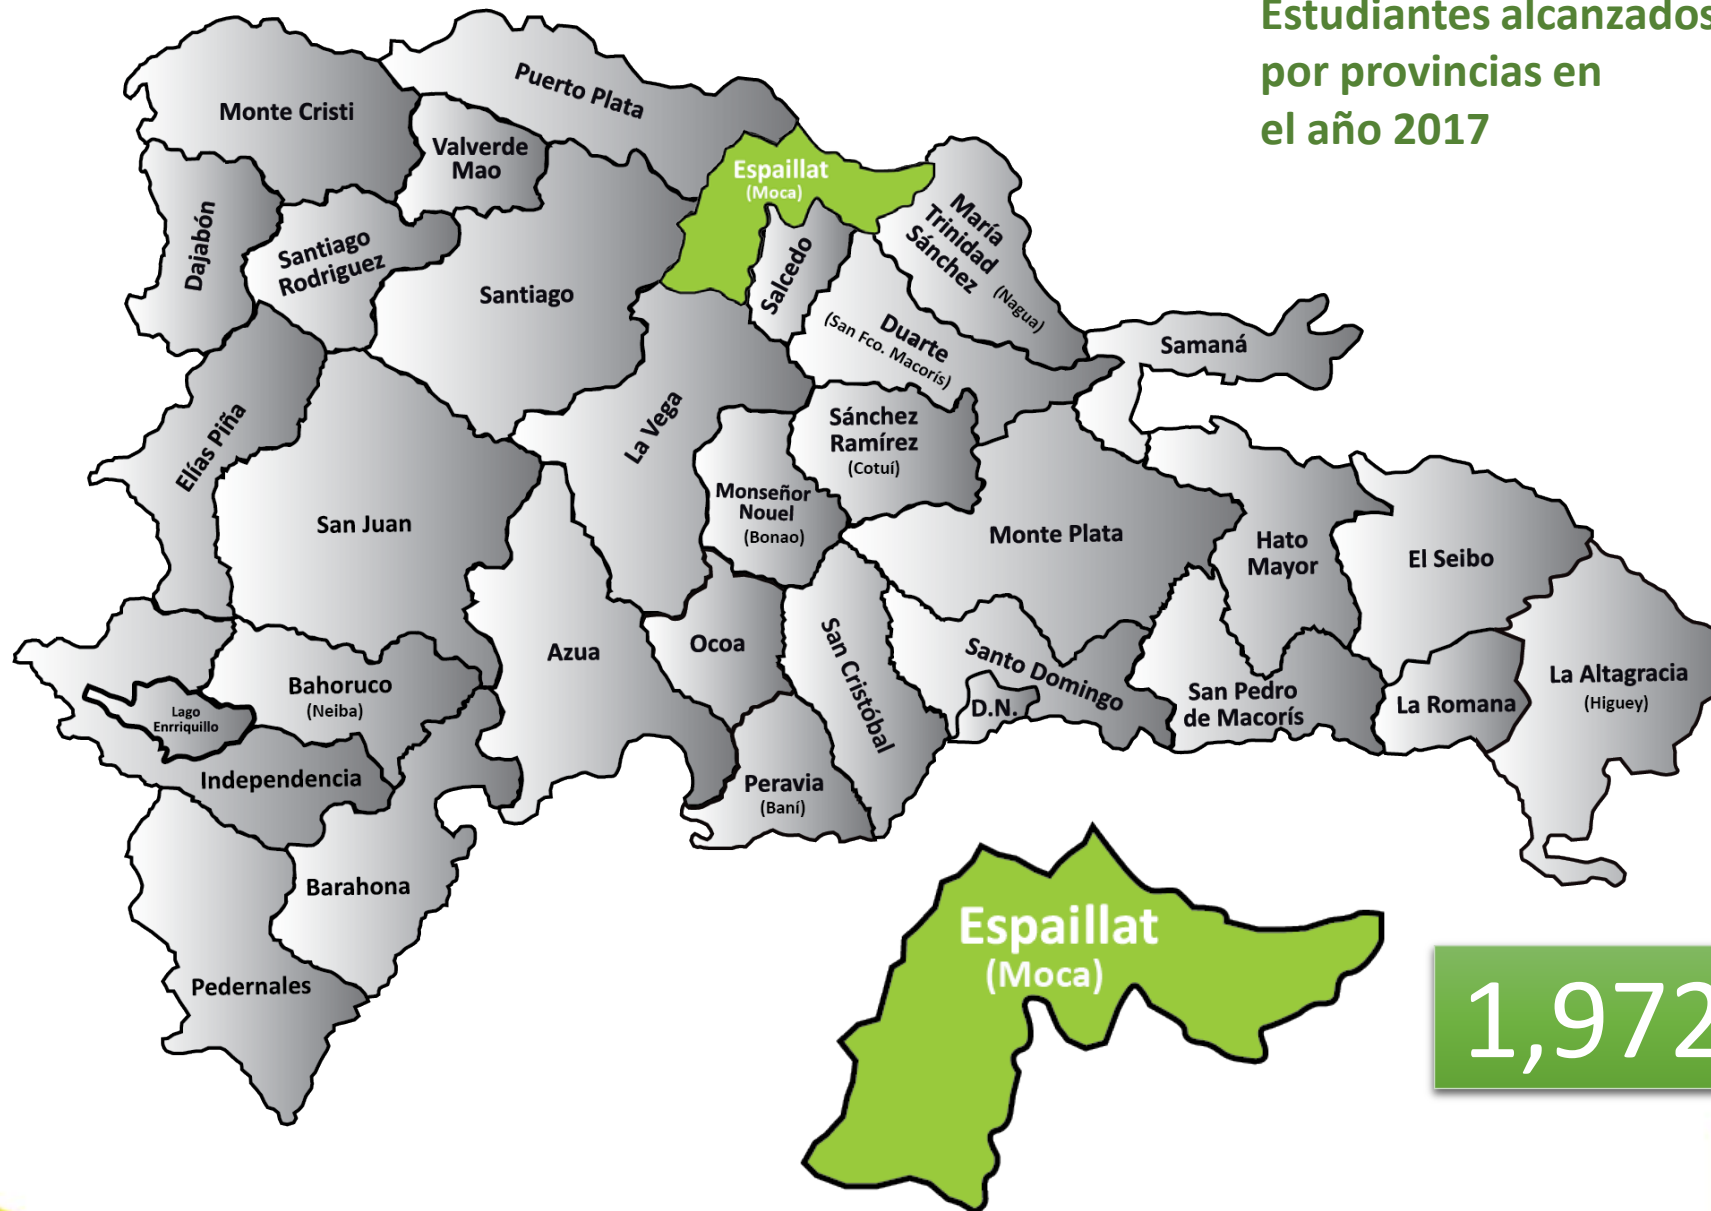 Estudiantes alcanzados
por provincias en
el año 2017
Puerto Plata
Monte Cristi
Valverde
Mao
Espaillat
(Moca)
María
Trinidad
Sánchez
(Nagua)
Dajabón
Santiago
Rodriguez
Santiago
Salcedo
Duarte
(San Fco. Macorís)
Samaná
Elías Piña
La Vega
Sánchez
Ramírez
(Cotuí)
San Juan
Monseñor
Nouel
(Bonao)
Monte Plata
Hato
Mayor
El Seibo
Azua
Ocoa
San Cristóbal
Santo Domingo
D.N.
San Pedro
de Macorís
La Romana
La Altagracia
(Higuey)
Bahoruco
(Neiba)
Lago
Enrriquillo
Independencia
Peravia
(Baní)
Barahona
Pedernales
Espaillat
(Moca)
1,972